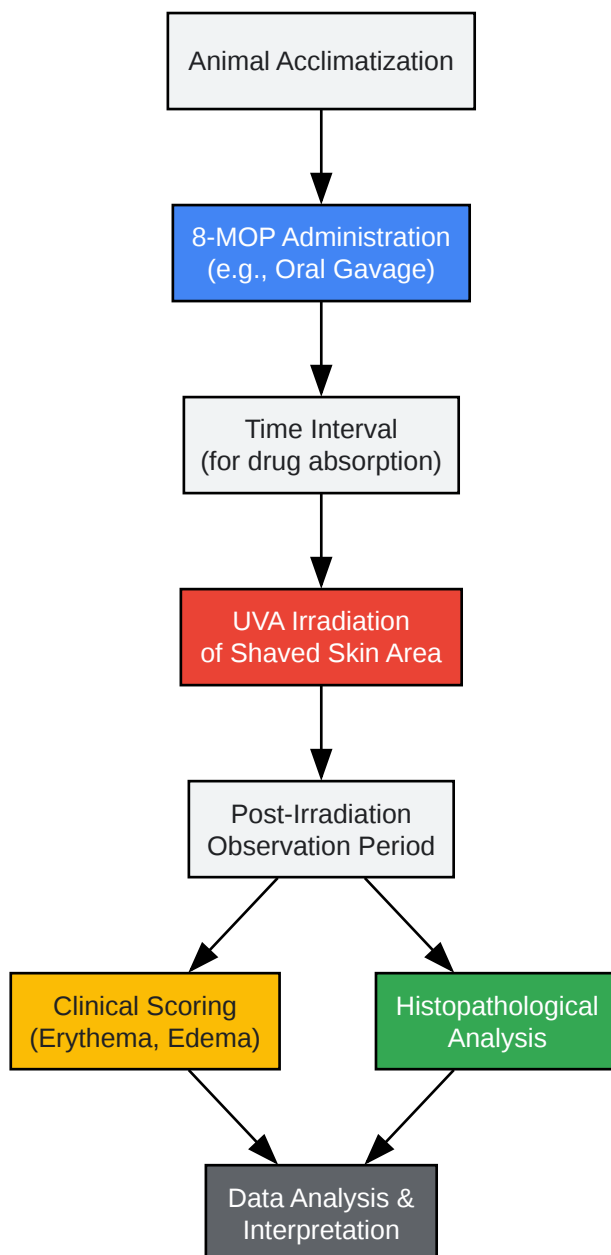 Animal Acclimatization
8-MOP Administration
(e.g., Oral Gavage)
Time Interval
(for drug absorption)
UVA Irradiation
of Shaved Skin Area
Post-Irradiation
Observation Period
Clinical Scoring
(Erythema, Edema)
Histopathological
Analysis
Data Analysis &
Interpretation